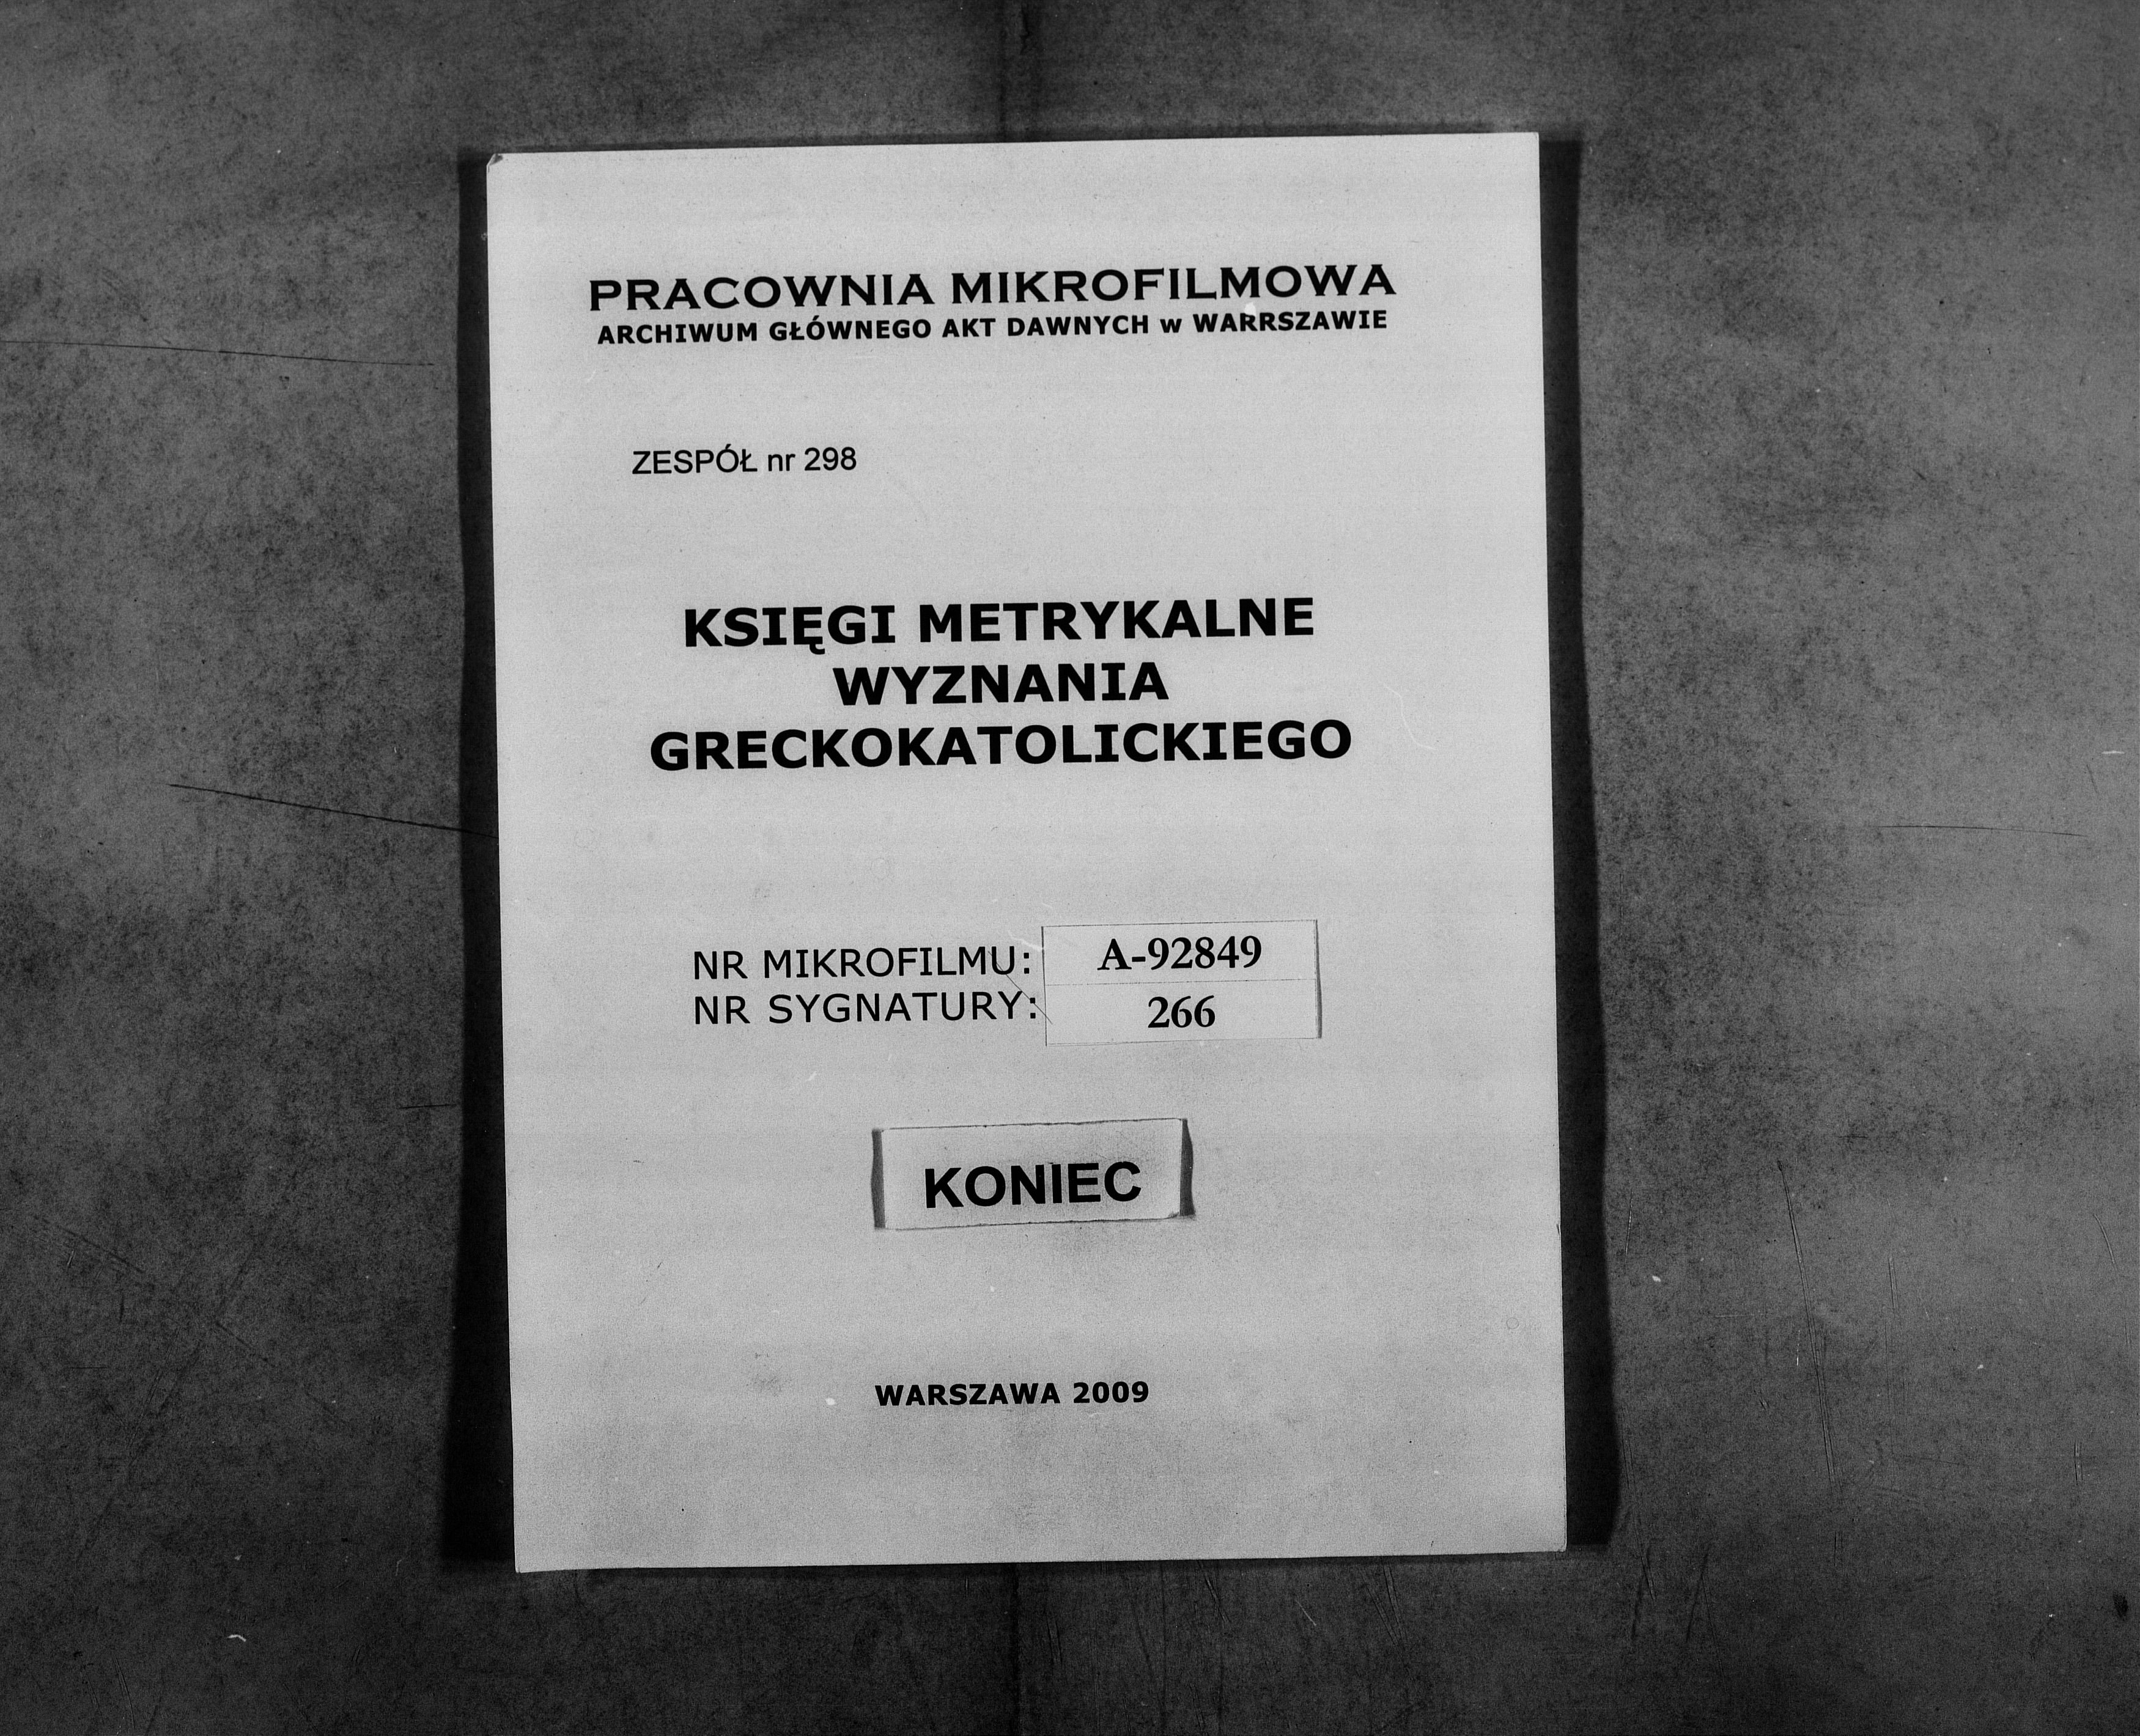 PRACOWNIA MIKROFILMOWA
ARCHIWUM GŁÓWNEGO AKT DAWNYCH w WARRSZAWIE
ZESPÓŁ nr 298
KSIĘGI METRYKALNE
WYZNANIA
GRECKOKATOLICKIEGO
NR MIKROFILMU: A-92849
NR SYGNATURY: 266
KONIEC
WARSZAWA 2009